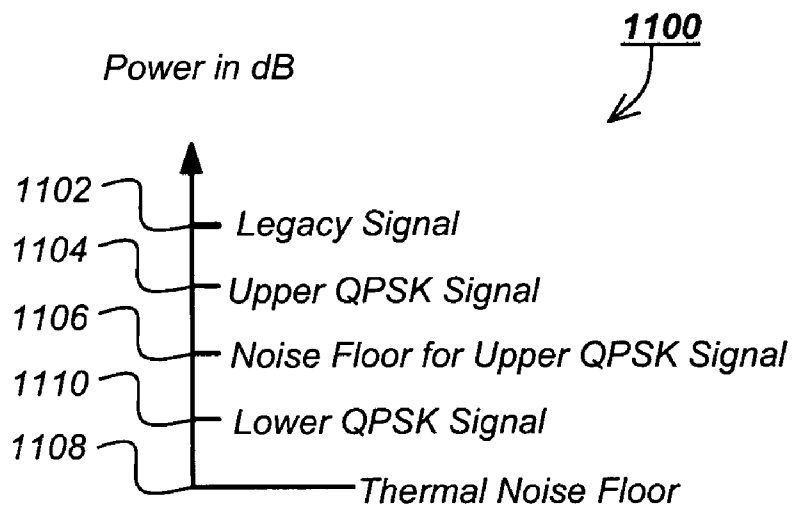 1100
Power in dB
1102
Legacy Signal
1104
Upper QPSK Signal
1106
Noise Floor for Upper QPSK Signal
1110
Lower QPSK Signal
1108
Thermal Noise Floor